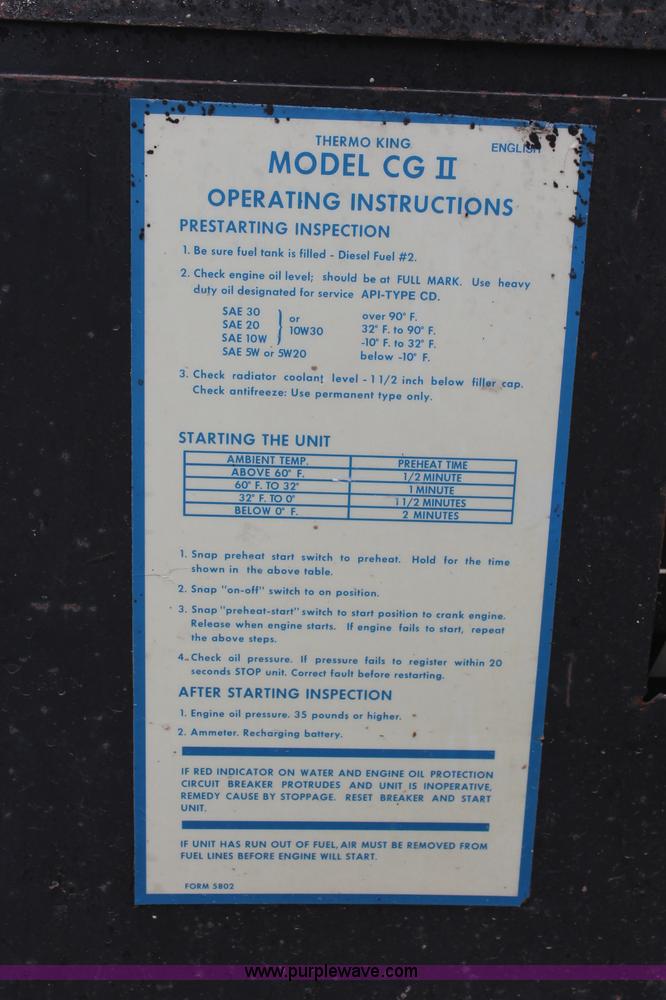 THERMO KING
ENGLISH
MODEL CG II
OPERATING INSTRUCTIONS
PRESTARTING INSPECTION
1. Be sure fuel tank is filled - Diesel Fuel #2.
2. Check engine oil level; should be at FULL MARK. Use heavy
duty oil designated for service API-TYPE CD.
SAE 30 over 90° F.
SAE 20 or 32° F. to 90° F.
SAE 10W 10W30 -10° F. to 32° F.
SAE 5W or 5W20 below -10° F.
3. Check radiator coolant level - 1 1/2 inch below filler cap.
Check antifreeze: Use permanent type only.
STARTING THE UNIT
AMBIENT TEMP. PREHEAT TIME
ABOVE 60° F. 1/2 MINUTE
60° F. TO 32° 1 MINUTE
32° F. TO 0° 1 1/2 MINUTES
BELOW 0° F. 2 MINUTES
1. Snap preheat start switch to preheat. Hold for the time
shown in the above table.
2. Snap "on-off" switch to on position.
3. Snap "preheat-start" switch to start position to crank engine.
Release when engine starts. If engine fails to start, repeat
the above steps.
4. Check oil pressure. If pressure fails to register within 20
seconds STOP unit. Correct fault before restarting.
AFTER STARTING INSPECTION
1. Engine oil pressure. 35 pounds or higher.
2. Ammeter. Recharging battery.
IF RED INDICATOR ON WATER AND ENGINE OIL PROTECTION
CIRCUIT BREAKER PROTRUDES AND UNIT IS INOPERATIVE,
REMEDY CAUSE BY STOPPAGE. RESET BREAKER AND START
UNIT.
IF UNIT HAS RUN OUT OF FUEL, AIR MUST BE REMOVED FROM
FUEL LINES BEFORE ENGINE WILL START.
FORM 5802
www.purplewave.com